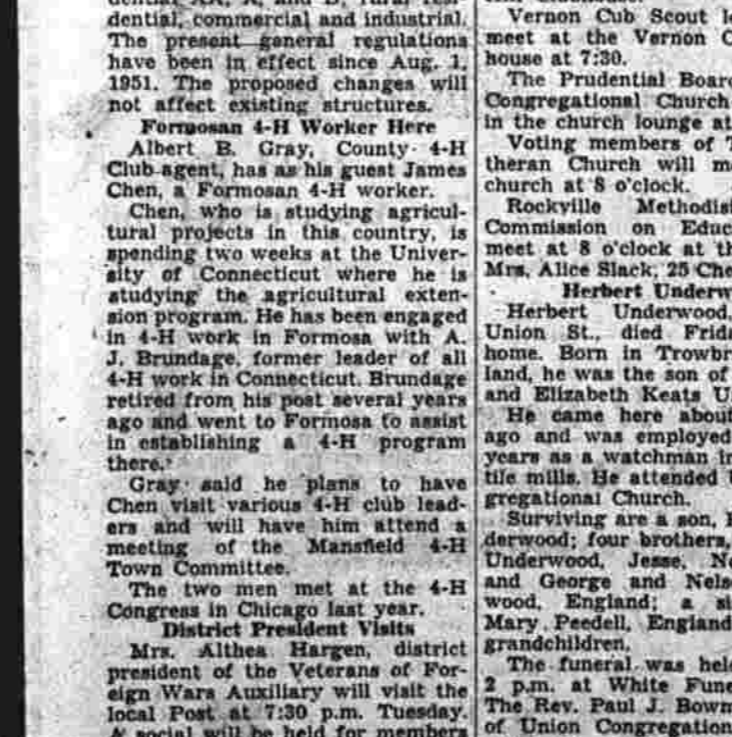 dential, commercial and industrial.
The present general regulations
have been in effect since Aug. 1,
1951. The proposed changes will
not affect existing structures.
Formosan 4-H Worker Here
Albert B. Gray, County 4-H
Club agent, has as his guest James
Chen, a Formosan 4-H worker.
Chen, who is studying agricul-
tural projects in this country, is
spending two weeks at the Univer-
sity of Connecticut where he is
studying the agricultural exten-
sion program. He has been engaged
in 4-H work in Formosa with A.
J. Brundage, former leader of all
4-H work in Connecticut. Brundage
retired from his post several years
ago and went to Formosa to assist
in establishing a 4-H program
there.
Gray said he plans to have
Chen visit various 4-H club lead-
ers and will have him attend a
meeting of the Mansfield 4-H
Town Committee.
The two men met at the 4-H
Congress in Chicago last year.
District President Visits
Mrs. Althea Hargen, district
president of the Veterans of For-
eign Wars Auxiliary will visit the
local Post at 7:30 p.m. Tuesday.
A social will be held for members
Vernon Cub Scout
meet at the Vernon
house at 7:30.
The Prudential
Congregational Church
in the church lounge at
Voting members of
theran Church will
church at 8 o'clock.
Rockville
Commission on
meet at 8 o'clock at
Mrs. Alice Slack, 25
Herbert
Herbert Underwood,
Union St., died
home. Born in
land, he was the son of
and Elizabeth Keats
He came here about
ago and was employed
years as a watchman
tile mills. He attended
gregational Church.
Surviving are a son,
derwood; four brothers,
Underwood, Jesse,
and George and
wood, England; a
Mary Peedell, England
grandchildren.
The funeral was held
2 p.m. at White
The Rev. Paul J.
of Union